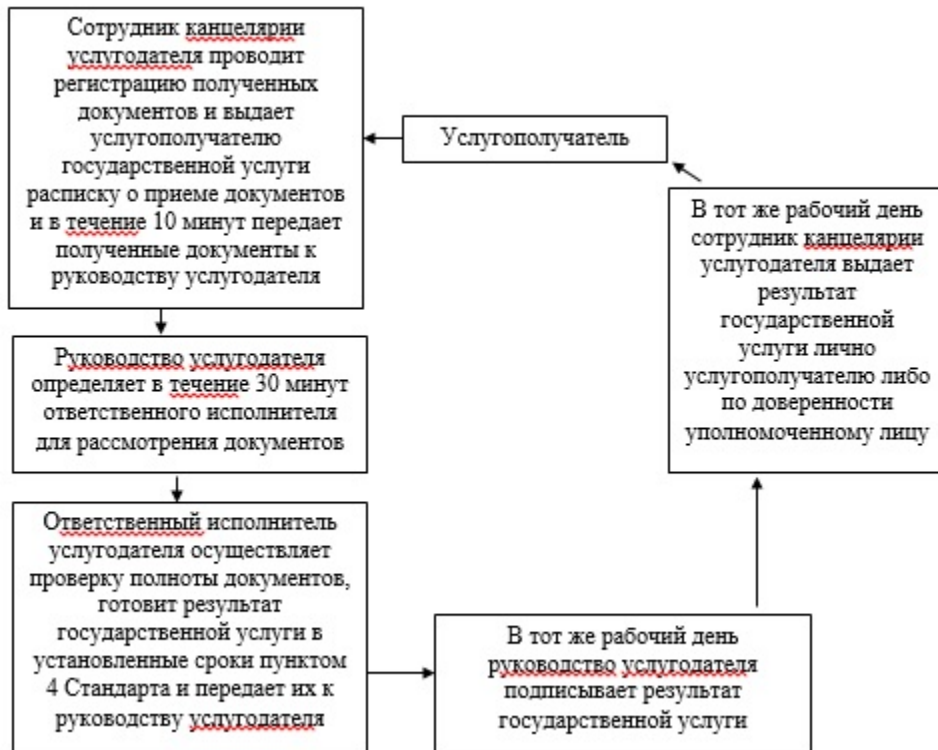 Сотрудник канцелярии
услугодателя проводит
регистрацию полученных
документов и выдает
услугополучателю
государственной услуги
расписку о приеме документов
и в течение 10 минут передает
полученные документы к
руководству услугодателя
Услугополучатель
В тот же рабочий день
сотрудник канцелярии
услугодателя выдает
результат
государственной
услуги лично
услугополучателю либо
по доверенности
уполномоченному лицу
Руководство услугодателя
определяет в течение 30 минут
ответственного исполнителя
для рассмотрения документов
Ответственный исполнитель
услугодателя осуществляет
проверку полноты документов,
готовит результат
государственной услуги в
установленные сроки пунктом
4 Стандарта и передает их к
руководству услугодателя
В тот же рабочий день
руководство услугодателя
подписывает результат
государственной услуги